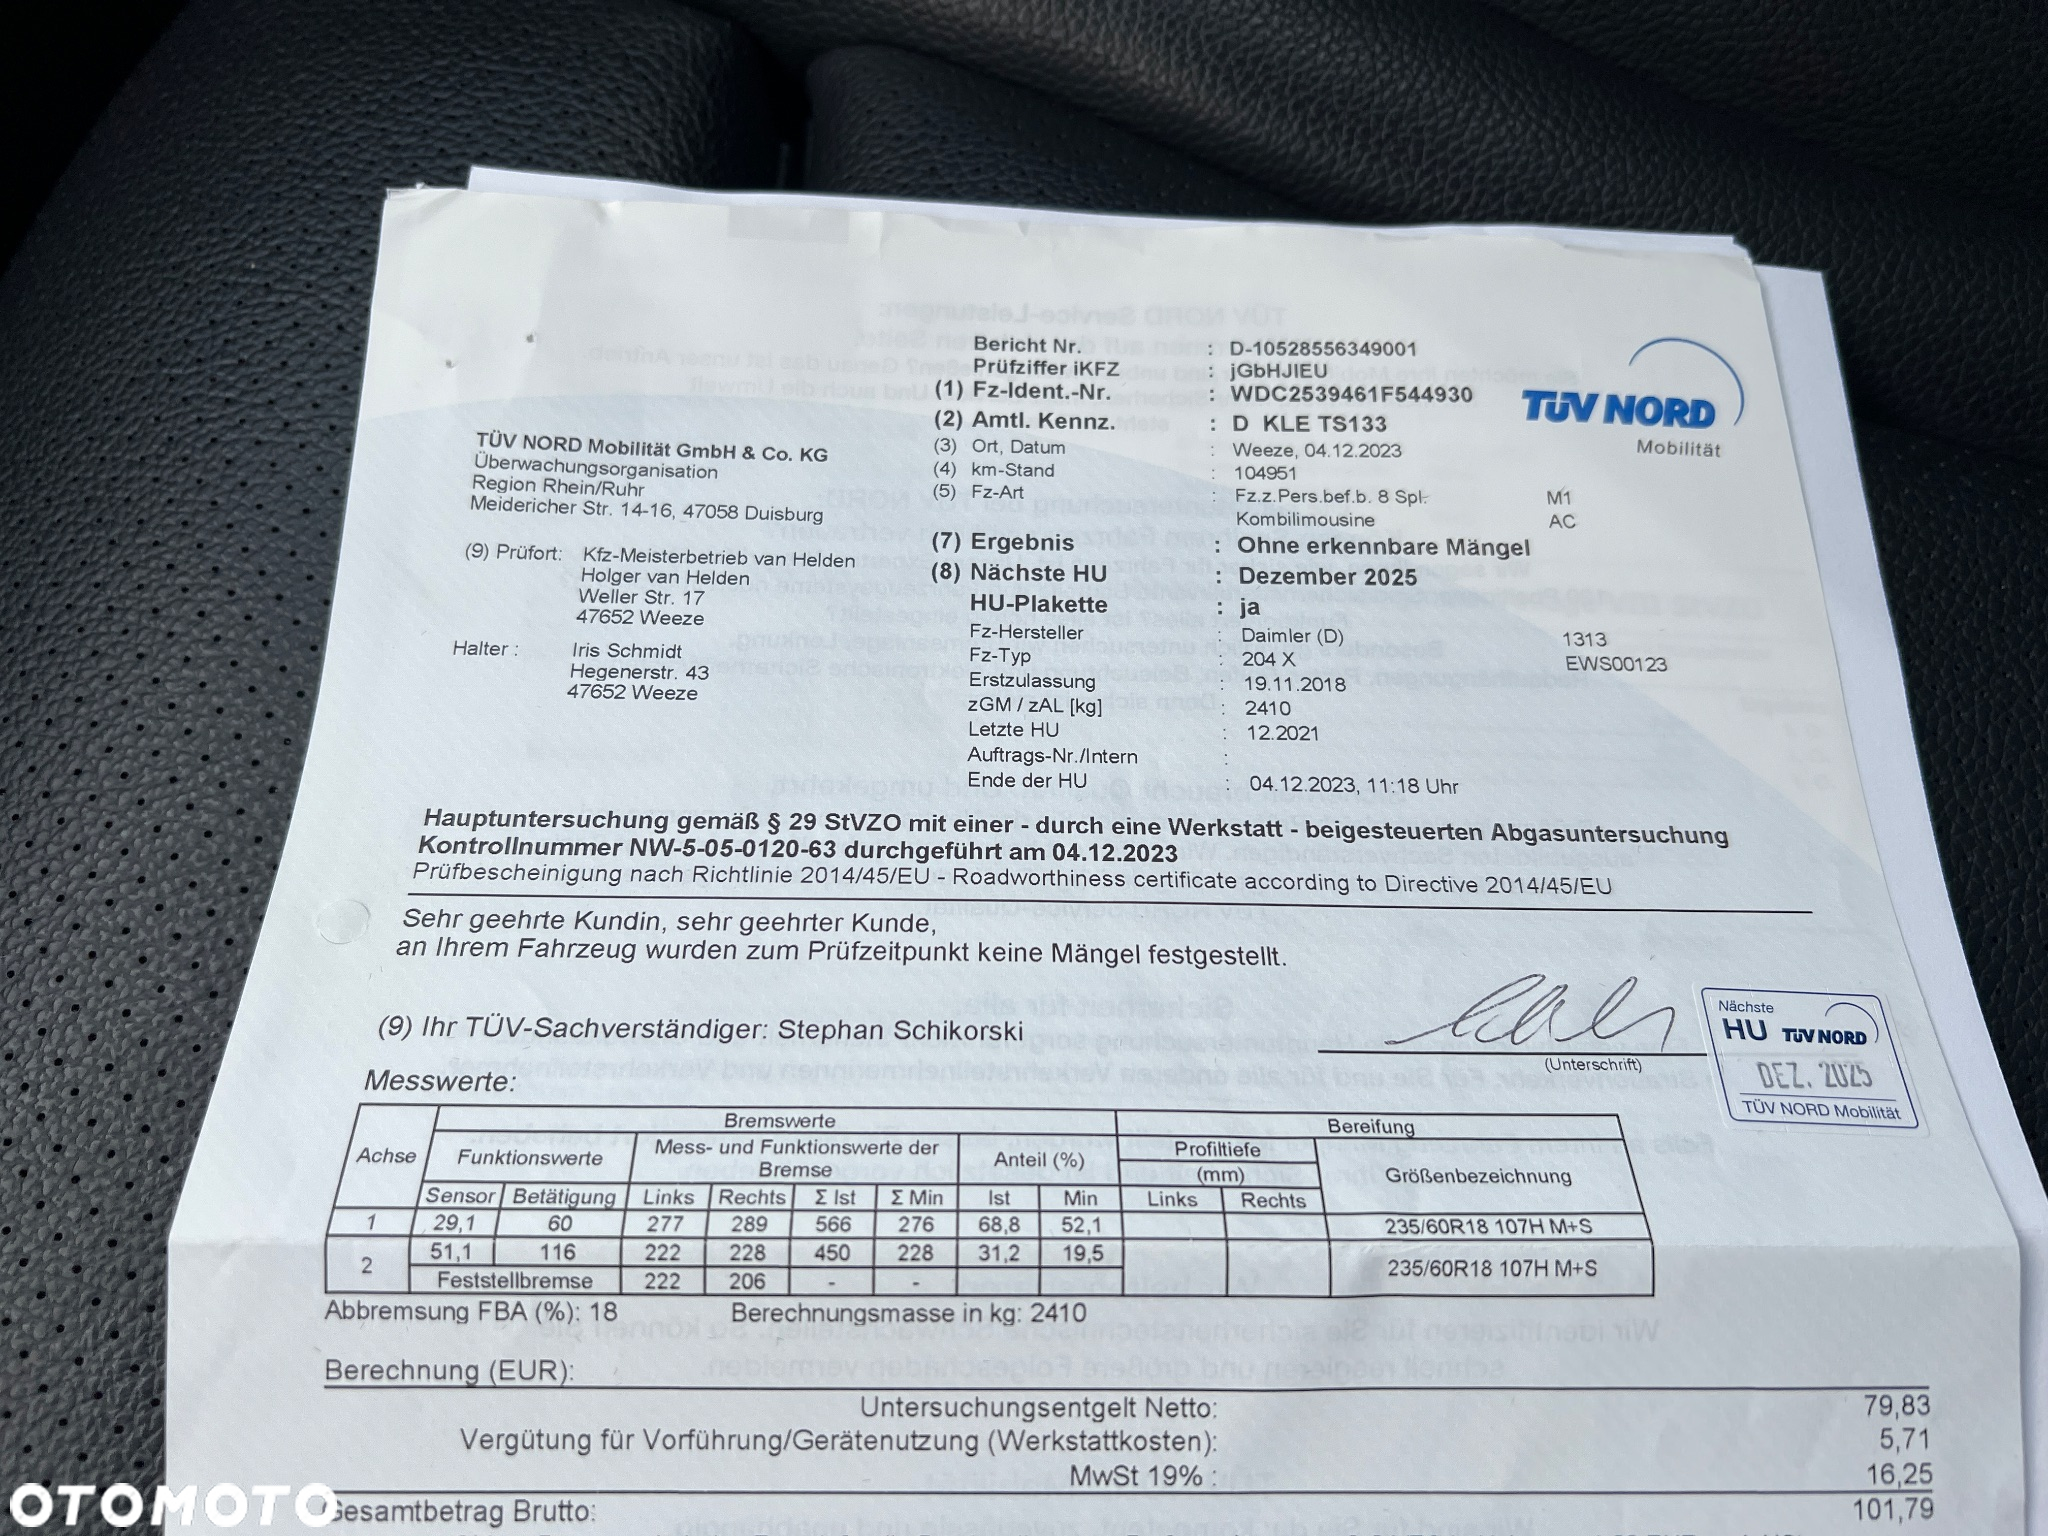 Bericht Nr. : D-10528556349001
Prüfziffer iKFZ : jGbHJIEU
(1) Fz-Ident.-Nr. : WDC2539461F544930
(2) Amtl. Kennz. : D KLE TS133
(3) Ort, Datum : Weeze, 04.12.2023
(4) km-Stand : 104951
(5) Fz-Art : Fz.z.Pers.bef.b. 8 Spl. M1
Kombilimousine AC
(7) Ergebnis : Ohne erkennbare Mängel
(8) Nächste HU : Dezember 2025
HU-Plakette : ja
Fz-Hersteller : Daimler (D) 1313
Fz-Typ : 204 X EWS00123
Erstzulassung : 19.11.2018
zGM / zAL [kg] : 2410
Letzte HU : 12.2021
Auftrags-Nr./Intern :
Ende der HU : 04.12.2023, 11:18 Uhr
TÜV NORD
Mobilität
TÜV NORD Mobilität GmbH & Co. KG
Überwachungsorganisation
Region Rhein/Ruhr
Meidericher Str. 14-16, 47058 Duisburg
(9) Prüfort: Kfz-Meisterbetrieb van Helden
Holger van Helden
Weller Str. 17
47652 Weeze
Halter : Iris Schmidt
Hegenerstr. 43
47652 Weeze
Hauptuntersuchung gemäß § 29 StVZO mit einer - durch eine Werkstatt - beigesteuerten Abgasuntersuchung
Kontrollnummer NW-5-05-0120-63 durchgeführt am 04.12.2023
Prüfbescheinigung nach Richtlinie 2014/45/EU - Roadworthiness certificate according to Directive 2014/45/EU
Sehr geehrte Kundin, sehr geehrter Kunde,
an Ihrem Fahrzeug wurden zum Prüfzeitpunkt keine Mängel festgestellt.
(9) Ihr TÜV-Sachverständiger: Stephan Schikorski
(Unterschrift)
Nächste
HU TÜV NORD
DEZ. 2025
TÜV NORD Mobilität
Messwerte:
Achse Bremswerte Bereifung
Funktionswerte Mess- und Funktionswerte der Bremse Anteil (%) Profiltiefe (mm) Größenbezeichnung
Sensor Betätigung Links Rechts Σ Ist Σ Min Ist Min Links Rechts
1 29,1 60 277 289 566 276 68,8 52,1 235/60R18 107H M+S
2 51,1 116 222 228 450 228 31,2 19,5 235/60R18 107H M+S
Feststellbremse 222 206 - -
Abbremsung FBA (%): 18 Berechnungsmasse in kg: 2410
Berechnung (EUR):
Untersuchungsentgelt Netto: 79,83
Vergütung für Vorführung/Gerätenutzung (Werkstattkosten): 5,71
MwSt 19% : 16,25
Gesamtbetrag Brutto: 101,79
OTOMOTO